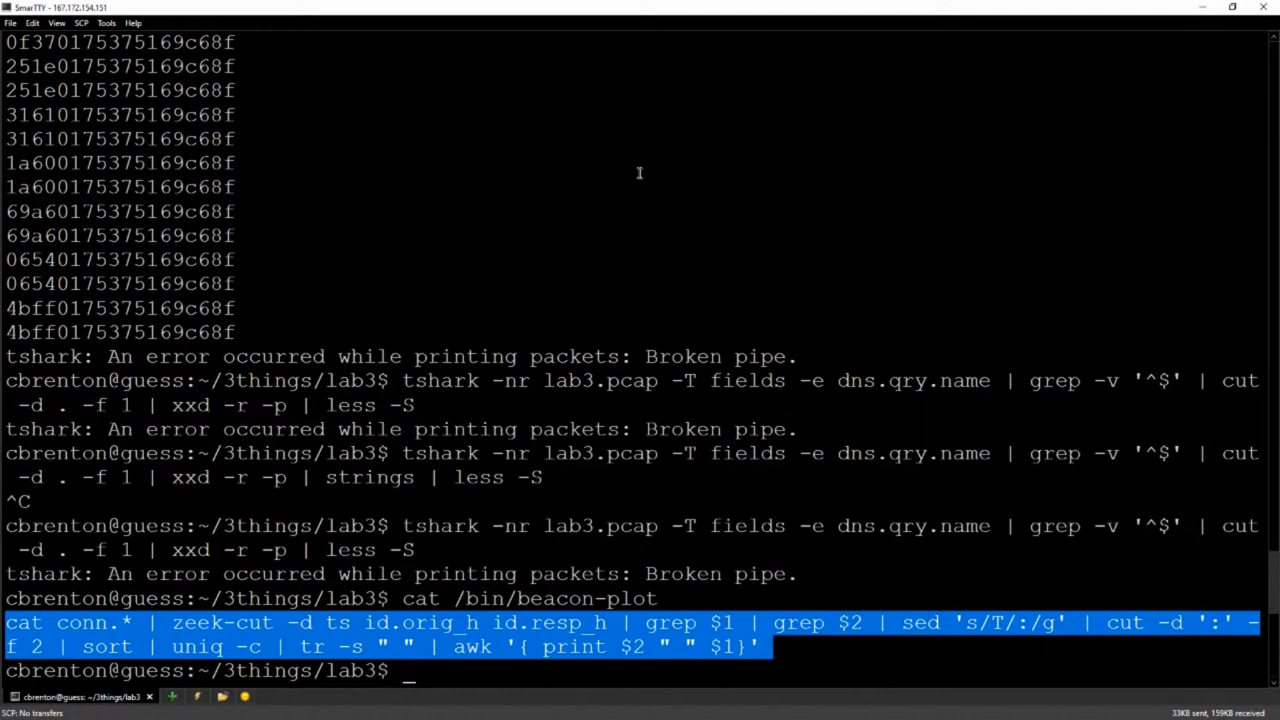 SmarTTY - 167.172.154.151
File Edit View SCP Tools Help
0f370175375169c68f
251e0175375169c68f
251e0175375169c68f
31610175375169c68f
31610175375169c68f
1a600175375169c68f
1a600175375169c68f
69a60175375169c68f
69a60175375169c68f
06540175375169c68f
06540175375169c68f
4bff0175375169c68f
4bff0175375169c68f
tshark: An error occurred while printing packets: Broken pipe.
cbrenton@guess:~/3things/lab3$ tshark -nr lab3.pcap -T fields -e dns.qry.name | grep -v '^$' | cut
-d . -f 1 | xxd -r -p | less -S
tshark: An error occurred while printing packets: Broken pipe.
cbrenton@guess:~/3things/lab3$ tshark -nr lab3.pcap -T fields -e dns.qry.name | grep -v '^$' | cut
-d . -f 1 | xxd -r -p | strings | less -S
^C
cbrenton@guess:~/3things/lab3$ tshark -nr lab3.pcap -T fields -e dns.qry.name | grep -v '^$' | cut
-d . -f 1 | xxd -r -p | less -S
tshark: An error occurred while printing packets: Broken pipe.
cbrenton@guess:~/3things/lab3$ cat /bin/beacon-plot
cat conn.* | zeek-cut -d ts id.orig_h id.resp_h | grep $1 | grep $2 | sed 's/T/:/g' | cut -d ':' -
f 2 | sort | uniq -c | tr -s " " | awk '{ print $2 " " $1}'
cbrenton@guess:~/3things/lab3$ _
cbrenton@guess: ~/3things/lab3
SCP: No transfers 33KB sent, 159KB received